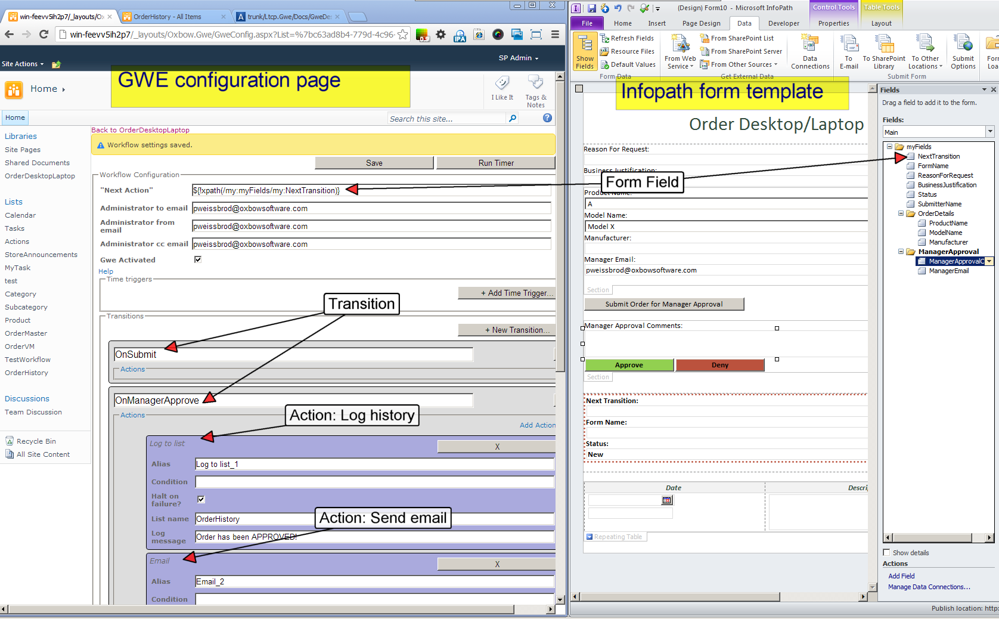 win-feevv5ih2p7/_layouts/Ox
OrderHistory - All Items
trunk/Ltcp.Gwe/Docs/GweDes
win-feevv5ih2p7/_layouts/Oxbow.Gwe/GweConfig.aspx?List=%7bc63ad8b4-779d-4c96-
Site Actions
SP Admin
GWE configuration page
Home
I Like It
Tags &
Notes
Home
Search this site...
Libraries
Site Pages
Shared Documents
OrderDesktopLaptop
Lists
Calendar
Tasks
Actions
StoreAnnouncements
MyTask
test
Category
Subcategory
Product
OrderMaster
OrderVM
TestWorkflow
OrderHistory
Discussions
Team Discussion
Recycle Bin
All Site Content
Back to OrderDesktopLaptop
Workflow settings saved.
Save
Run Timer
Workflow Configuration
"Next Action"
${!xpath(/my:myFields/my:NextTransition)}
Administrator to email
pweissbrod@oxbowsoftware.com
Administrator from
email
pweissbrod@oxbowsoftware.com
Administrator cc email
pweissbrod@oxbowsoftware.com
Gwe Activated
Help
Time triggers
+ Add Time Trigger...
Transition
Transitions
+ New Transition...
OnSubmit
Actions
OnManagerApprove
Actions
Action: Log history
Add Action
Log to list
X
Alias
Log to list_1
Condition
Halt on
failure?
List name
OrderHistory
Action: Send email
Log
message
Order has been APPROVED!
Email
X
Alias
Email_2
Condition
(Design) Form10 - Microsoft InfoPath
Control Tools
Table Tools
File
Home
Insert
Page Design
Data
Developer
Properties
Layout
Show
Fields
Refresh Fields
Resource Files
Default Values
Form Data
From Web
Service
From SharePoint List
From SharePoint Server
From Other Sources
Get External Data
Data
Connections
To
E-mail
To SharePoint
Library
To Other
Locations
Submit
Options
Submit Form
Infopath form template
Order Desktop/Laptop
Reason For Request:
Business Justification:
Form Field
Product Name:
A
Model Name:
Model X
Manufacturer:
Manager Email:
pweissbrod@oxbowsoftware.com
Section
Submit Order for Manager Approval
Manager Approval Comments:
Approve
Deny
Section
Next Transition:
Form Name:
Status:
New
Date
Descri
Repeating Table
Fields
Drag a field to add it to the form.
Fields:
Main
myFields
NextTransition
FormName
ReasonForRequest
BusinessJustification
Status
SubmitterName
OrderDetails
ProductName
ModelName
Manufacturer
ManagerApproval
ManagerApprovalC
ManagerEmail
Show details
Actions
Add Field
Manage Data Connections...
Publish location: http: